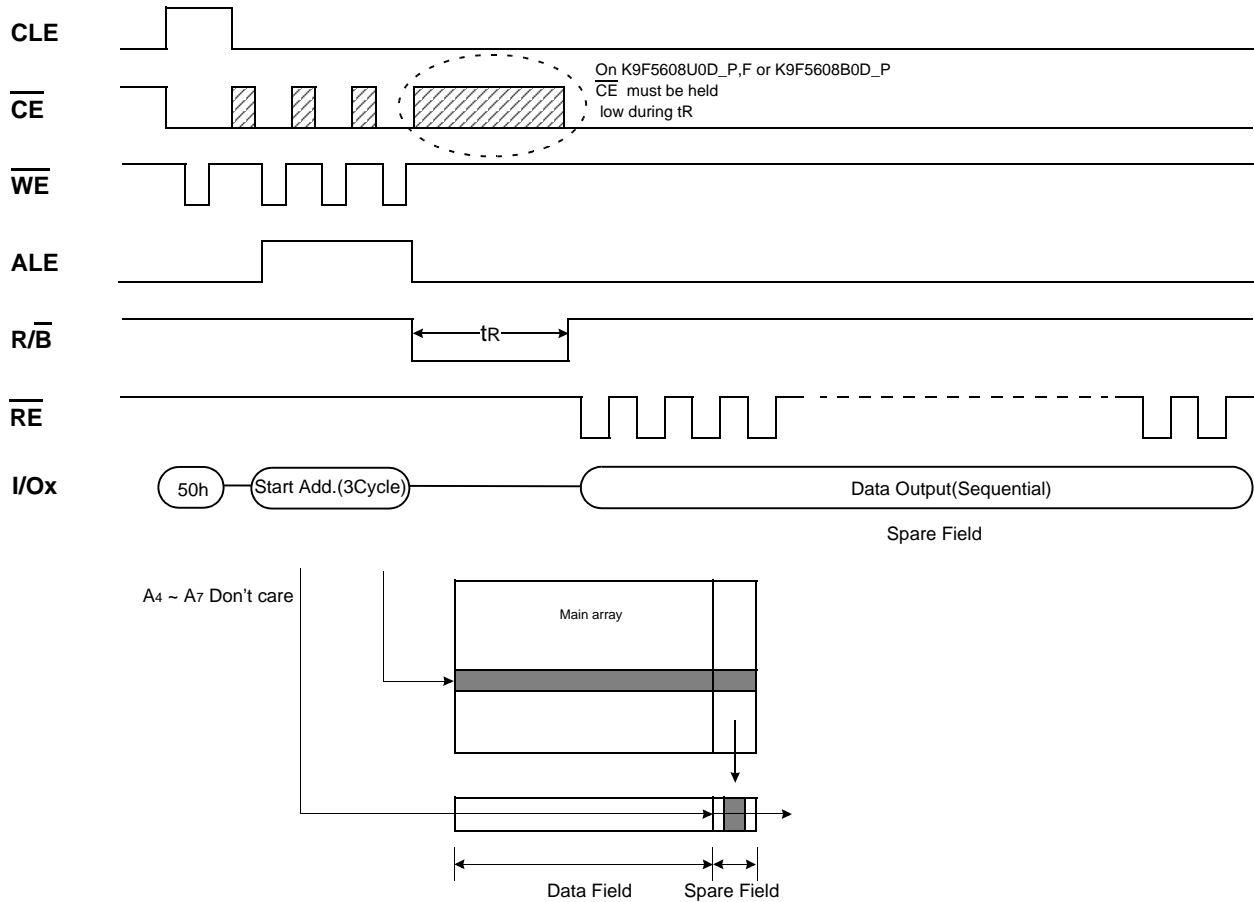 CLE
On K9F5608U0D_P,F or K9F5608B0D_P
CE must be held
low during tR
CE
WE
ALE
R/B
tR
RE
I/Ox
50h
Start Add.(3Cycle)
Data Output(Sequential)
Spare Field
A4 ~ A7 Don't care
Main array
Data Field
Spare Field